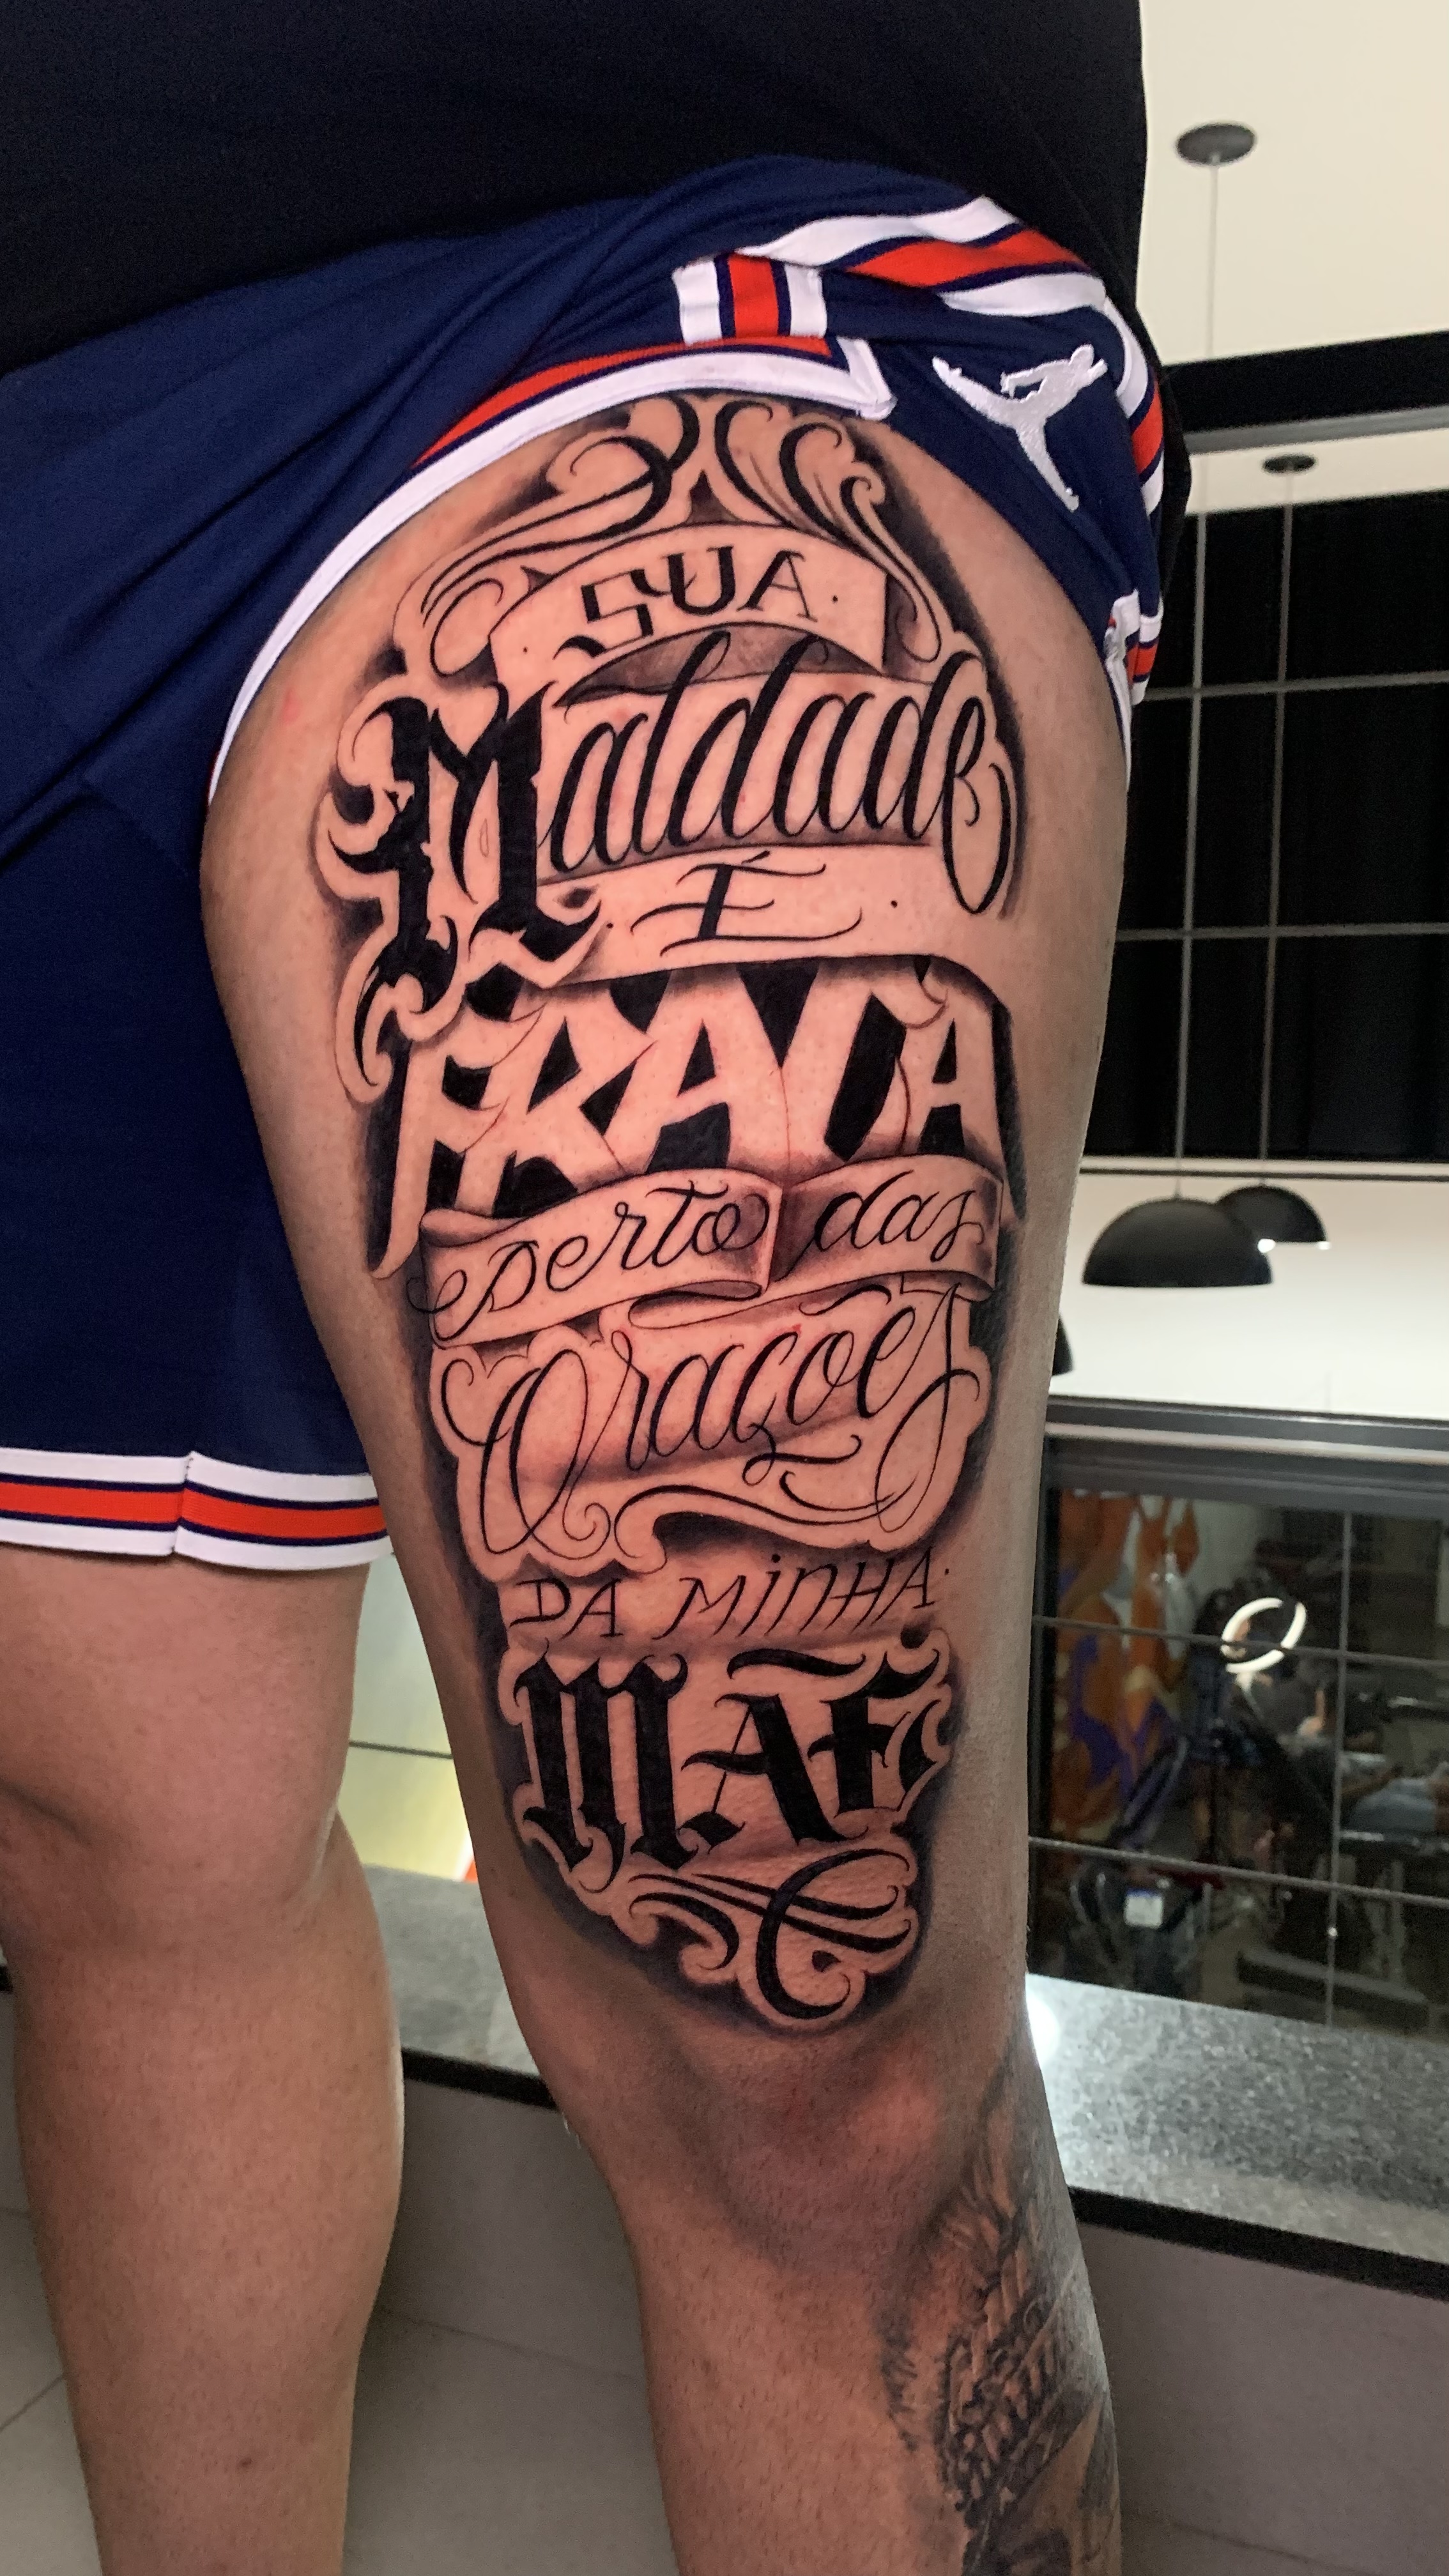 SUA
Maldade
É
FRACA
perto das
Orações
DA MINHA
MÃE